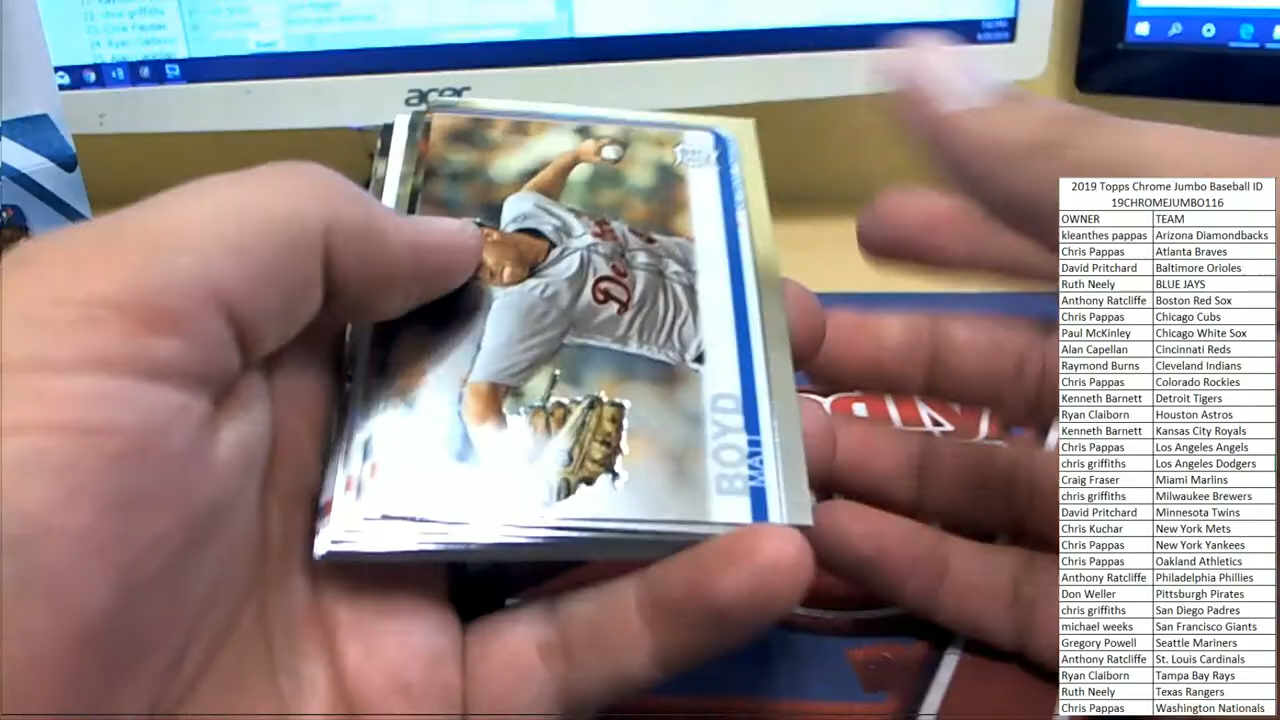 acer
De
BOYD
MATT
2019 Topps Chrome Jumbo Baseball ID
19CHROMEJUMBO116
OWNER TEAM
kleanthes pappas Arizona Diamondbacks
Chris Pappas Atlanta Braves
David Pritchard Baltimore Orioles
Ruth Neely BLUE JAYS
Anthony Ratcliffe Boston Red Sox
Chris Pappas Chicago Cubs
Paul McKinley Chicago White Sox
Alan Capellan Cincinnati Reds
Raymond Burns Cleveland Indians
Chris Pappas Colorado Rockies
Kenneth Barnett Detroit Tigers
Ryan Claiborn Houston Astros
Kenneth Barnett Kansas City Royals
Chris Pappas Los Angeles Angels
chris griffiths Los Angeles Dodgers
Craig Fraser Miami Marlins
chris griffiths Milwaukee Brewers
David Pritchard Minnesota Twins
Chris Kuchar New York Mets
Chris Pappas New York Yankees
Chris Pappas Oakland Athletics
Anthony Ratcliffe Philadelphia Phillies
Don Weller Pittsburgh Pirates
chris griffiths San Diego Padres
michael weeks San Francisco Giants
Gregory Powell Seattle Mariners
Anthony Ratcliffe St. Louis Cardinals
Ryan Claiborn Tampa Bay Rays
Ruth Neely Texas Rangers
Chris Pappas Washington Nationals